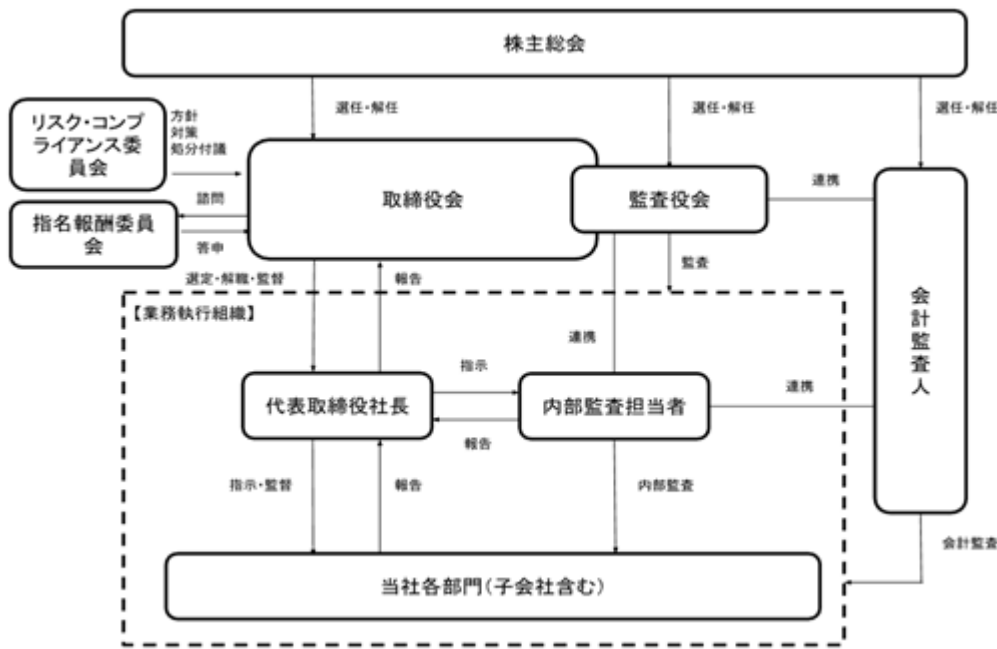 株主総会
選任・解任
選任・解任
選任・解任
リスク・コンプ
ライアンス委
員会
方針
対策
処分付議
取締役会
監査役会
連携
諮問
指名報酬委員
会
答申
監査
選定・解職・監督
報告
【業務執行組織】
会計監査人
連携
指示
代表取締役社長
内部監査担当者
連携
報告
指示・監督
報告
内部監査
会計監査
当社各部門(子会社含む)